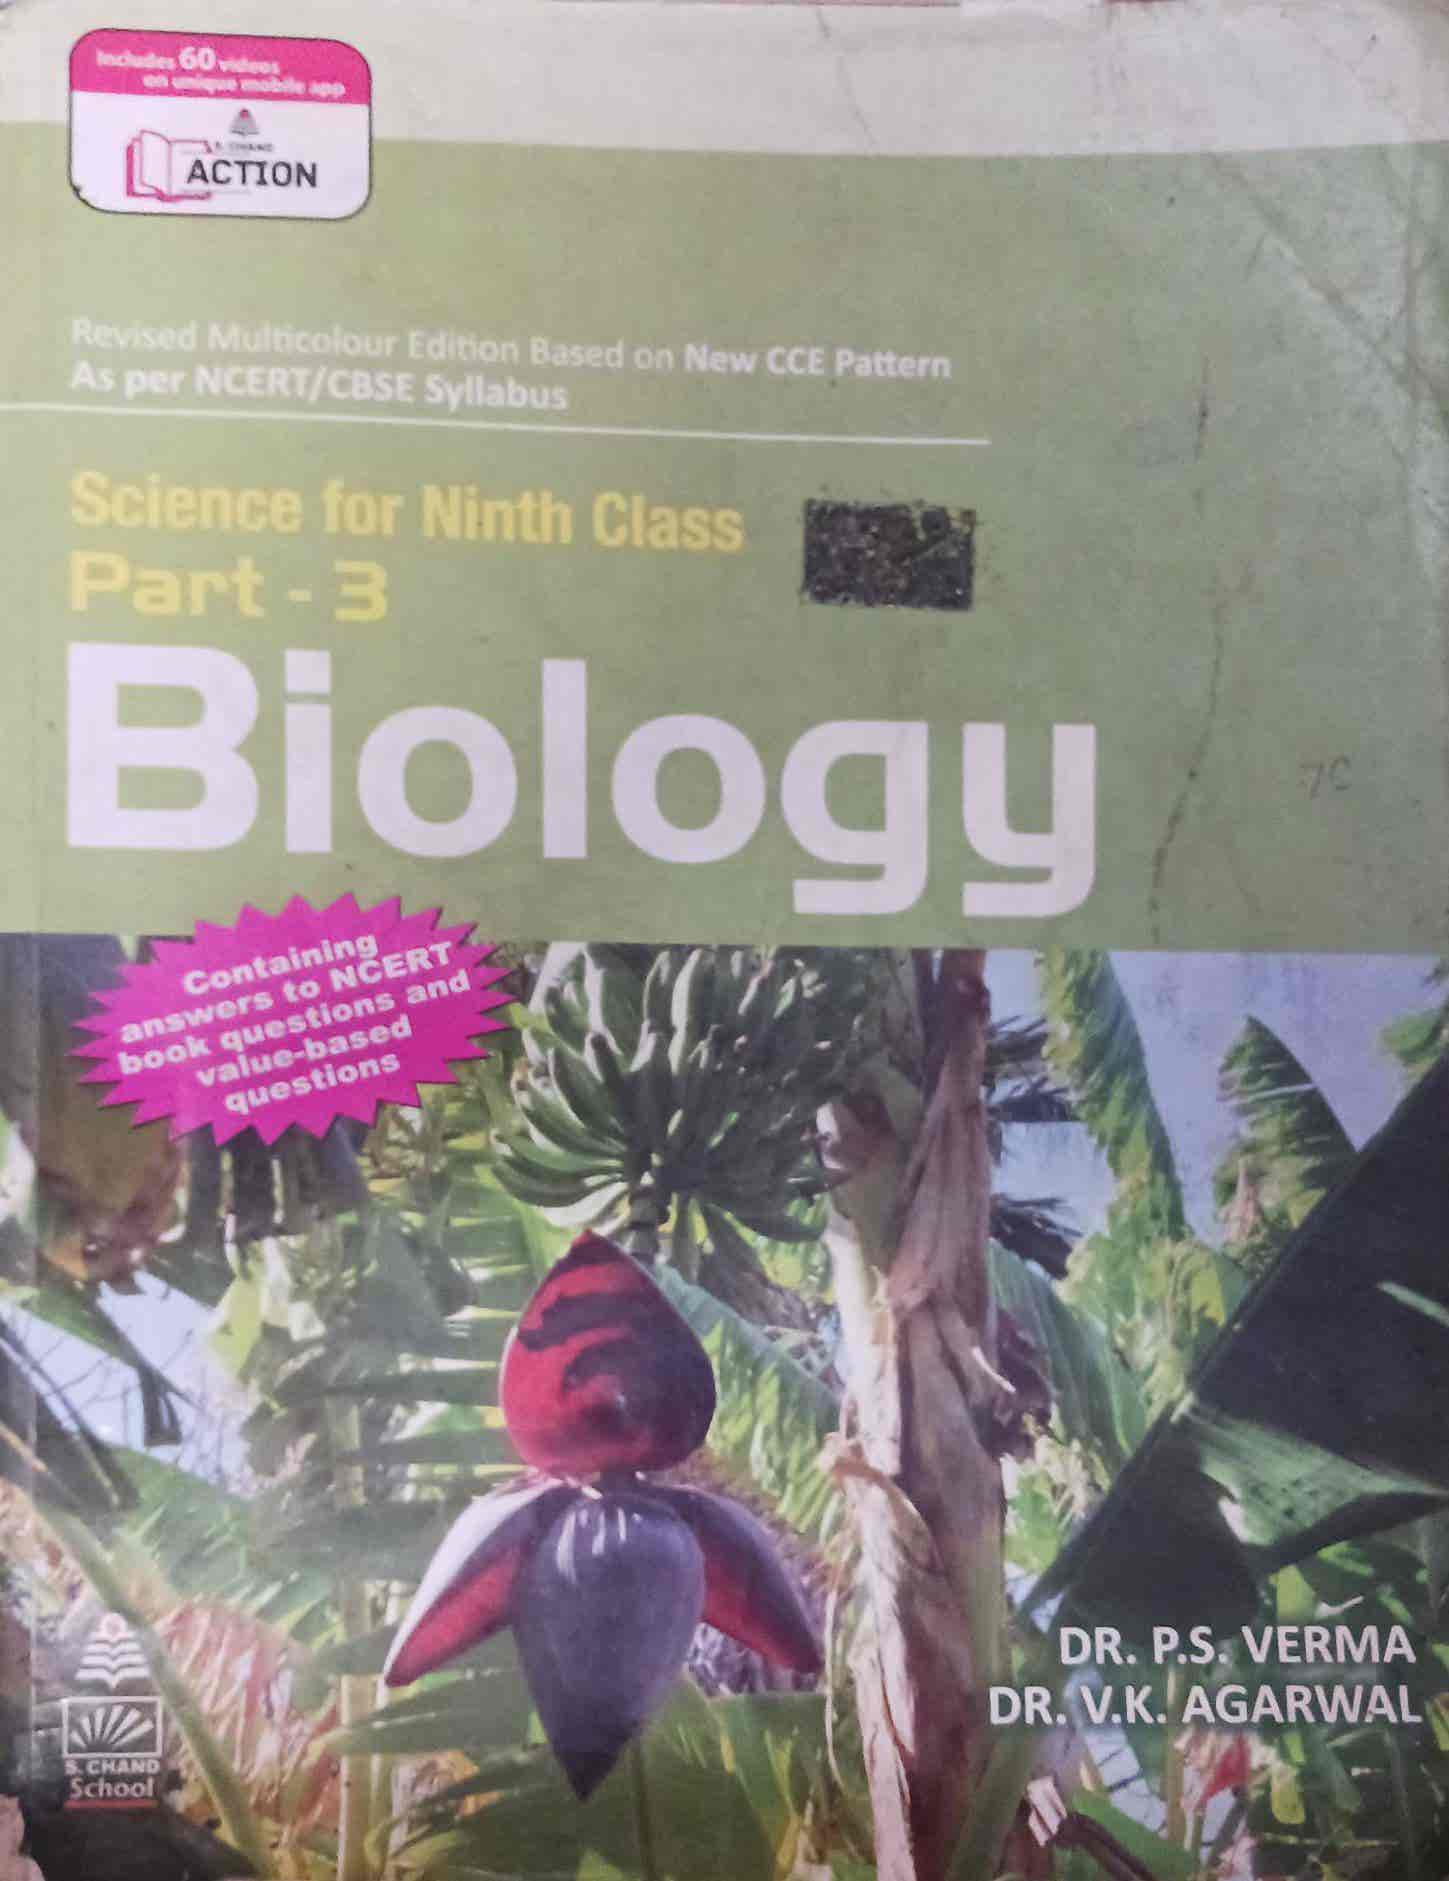 Includes 60 videos
on unique mobile app
S. CHAND
ACTION
Revised Multicolour Edition Based on New CCE Pattern
As per NCERT/CBSE Syllabus
Science for Ninth Class
Part - 3
Biology
Containing
answers to NCERT
book questions and
value-based
questions
DR. P.S. VERMA
DR. V.K. AGARWAL
S. CHAND
School